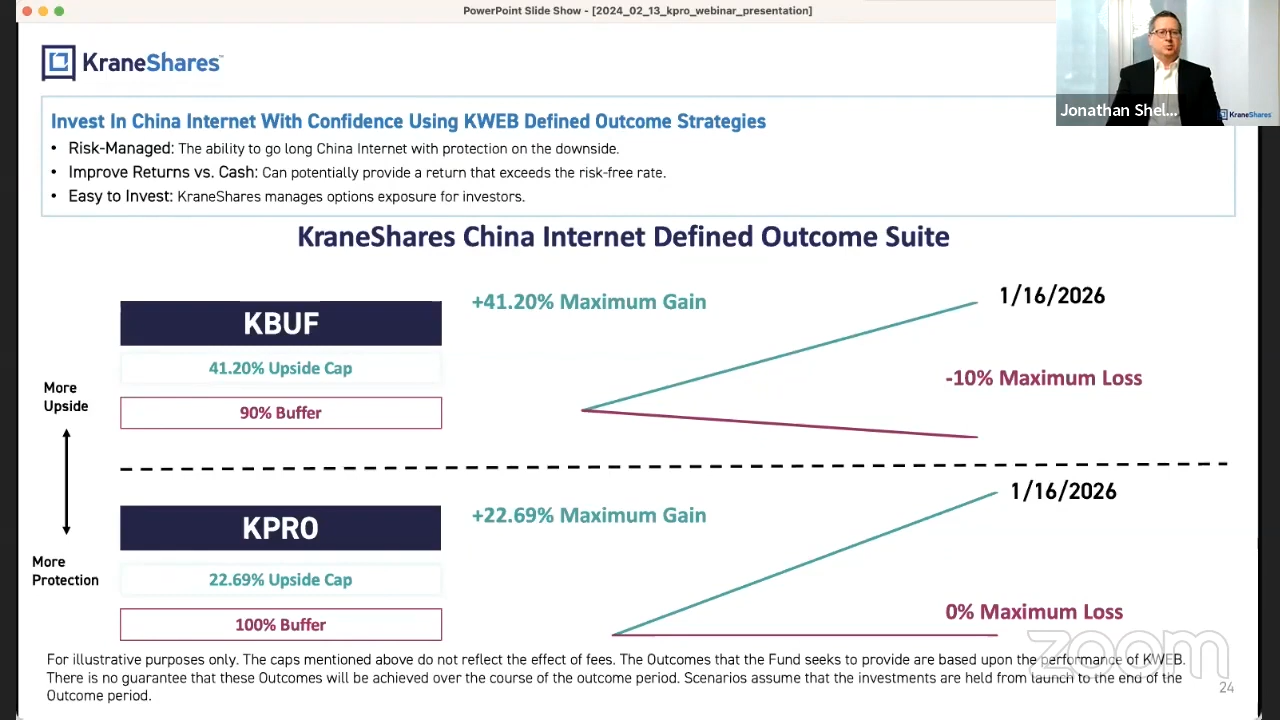 PowerPoint Slide Show - [2024_02_13_kpro_webinar_presentation]
KraneShares™
Jonathan Shel...
KraneShares
Invest In China Internet With Confidence Using KWEB Defined Outcome Strategies
• Risk-Managed: The ability to go long China Internet with protection on the downside.
• Improve Returns vs. Cash: Can potentially provide a return that exceeds the risk-free rate.
• Easy to Invest: KraneShares manages options exposure for investors.
KraneShares China Internet Defined Outcome Suite
KBUF
41.20% Upside Cap
90% Buffer
+41.20% Maximum Gain
1/16/2026
-10% Maximum Loss
More
Upside
More
Protection
KPRO
22.69% Upside Cap
100% Buffer
+22.69% Maximum Gain
1/16/2026
0% Maximum Loss
For illustrative purposes only. The caps mentioned above do not reflect the effect of fees. The Outcomes that the Fund seeks to provide are based upon the performance of KWEB.
There is no guarantee that these Outcomes will be achieved over the course of the outcome period. Scenarios assume that the investments are held from launch to the end of the
Outcome period.
zoom
24